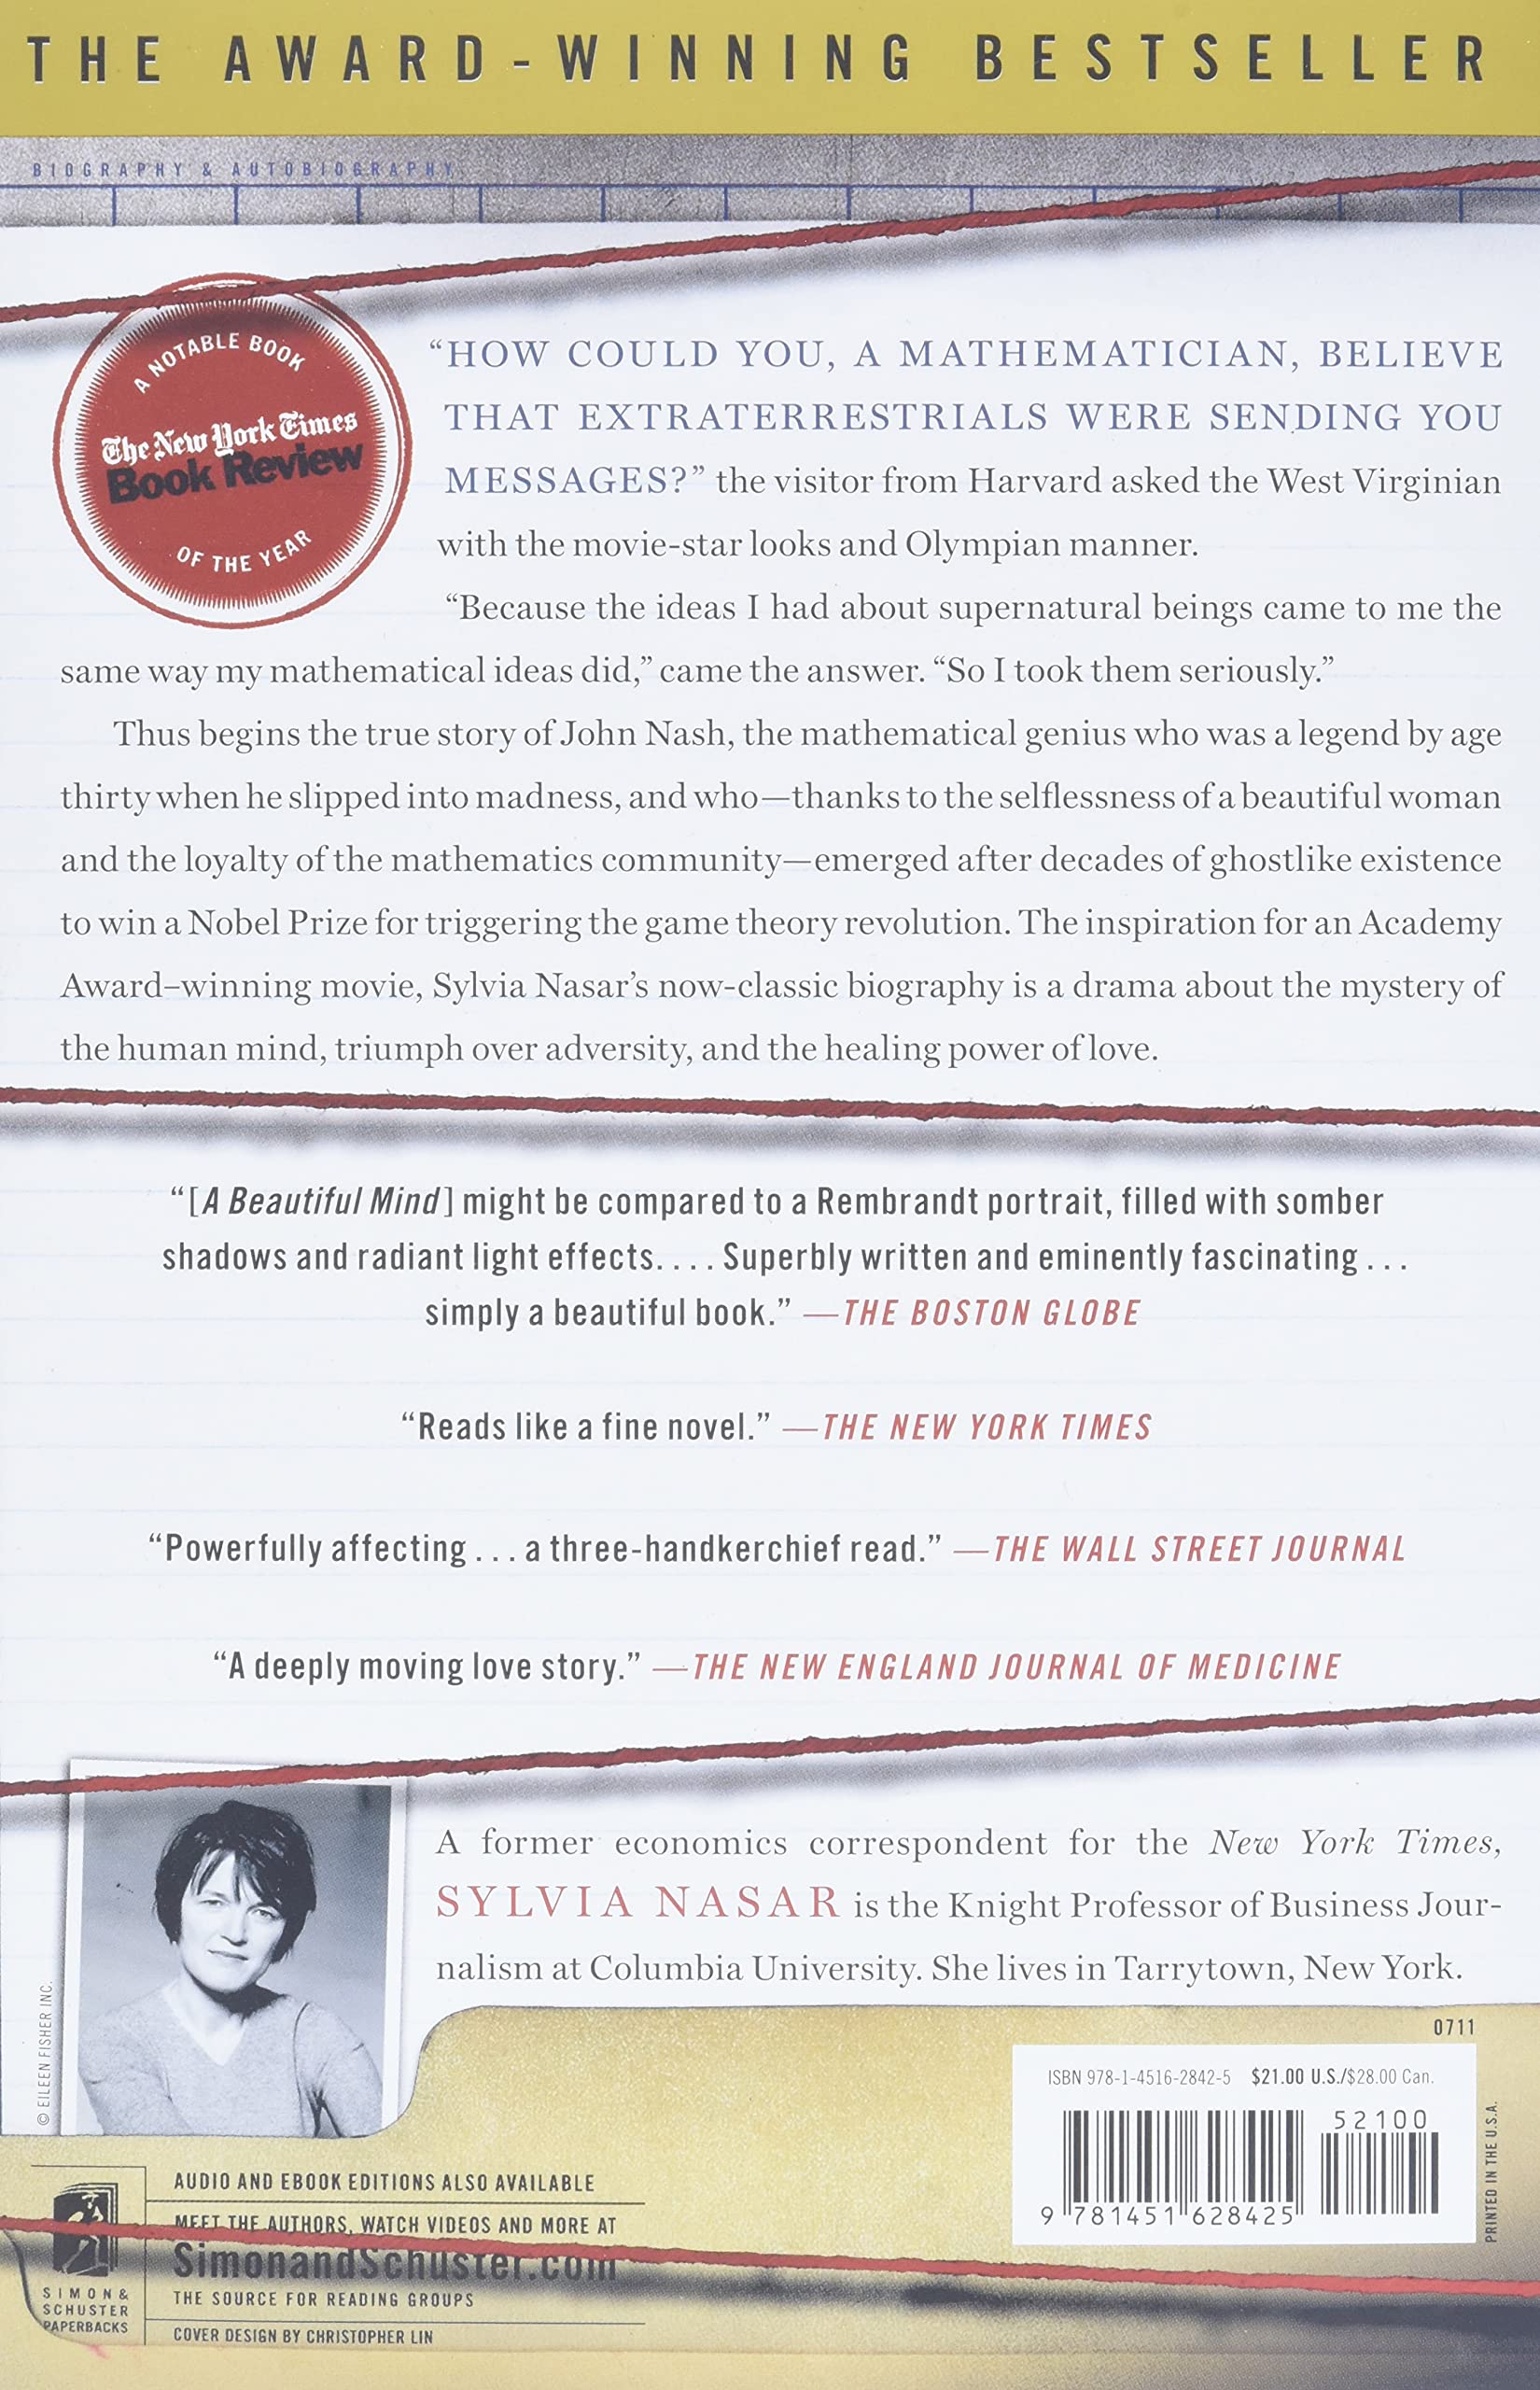 THE AWARD-WINNING BESTSELLER
BIOGRAPHY & AUTOBIOGRAPHY
A NOTABLE BOOK
The New York Times
Book Review
OF THE YEAR
“HOW COULD YOU, A MATHEMATICIAN, BELIEVE
THAT EXTRATERRESTRIALS WERE SENDING YOU
MESSAGES?” the visitor from Harvard asked the West Virginian
with the movie-star looks and Olympian manner.
“Because the ideas I had about supernatural beings came to me the
same way my mathematical ideas did,” came the answer. “So I took them seriously.”
Thus begins the true story of John Nash, the mathematical genius who was a legend by age
thirty when he slipped into madness, and who—thanks to the selflessness of a beautiful woman
and the loyalty of the mathematics community—emerged after decades of ghostlike existence
to win a Nobel Prize for triggering the game theory revolution. The inspiration for an Academy
Award–winning movie, Sylvia Nasar’s now-classic biography is a drama about the mystery of
the human mind, triumph over adversity, and the healing power of love.
“[A Beautiful Mind] might be compared to a Rembrandt portrait, filled with somber
shadows and radiant light effects. . . . Superbly written and eminently fascinating . . .
simply a beautiful book.” —THE BOSTON GLOBE
“Reads like a fine novel.” —THE NEW YORK TIMES
“Powerfully affecting . . . a three-handkerchief read.” —THE WALL STREET JOURNAL
“A deeply moving love story.” —THE NEW ENGLAND JOURNAL OF MEDICINE
A former economics correspondent for the New York Times,
SYLVIA NASAR is the Knight Professor of Business Jour-
nalism at Columbia University. She lives in Tarrytown, New York.
© EILEEN FISHER INC.
0711
ISBN 978-1-4516-2842-5 $21.00 U.S./$28.00 Can.
52100
9 781451 628425
PRINTED IN THE U.S.A.
AUDIO AND EBOOK EDITIONS ALSO AVAILABLE
MEET THE AUTHORS, WATCH VIDEOS AND MORE AT
SimonandSchuster.com
THE SOURCE FOR READING GROUPS
COVER DESIGN BY CHRISTOPHER LIN
SIMON &
SCHUSTER
PAPERBACKS